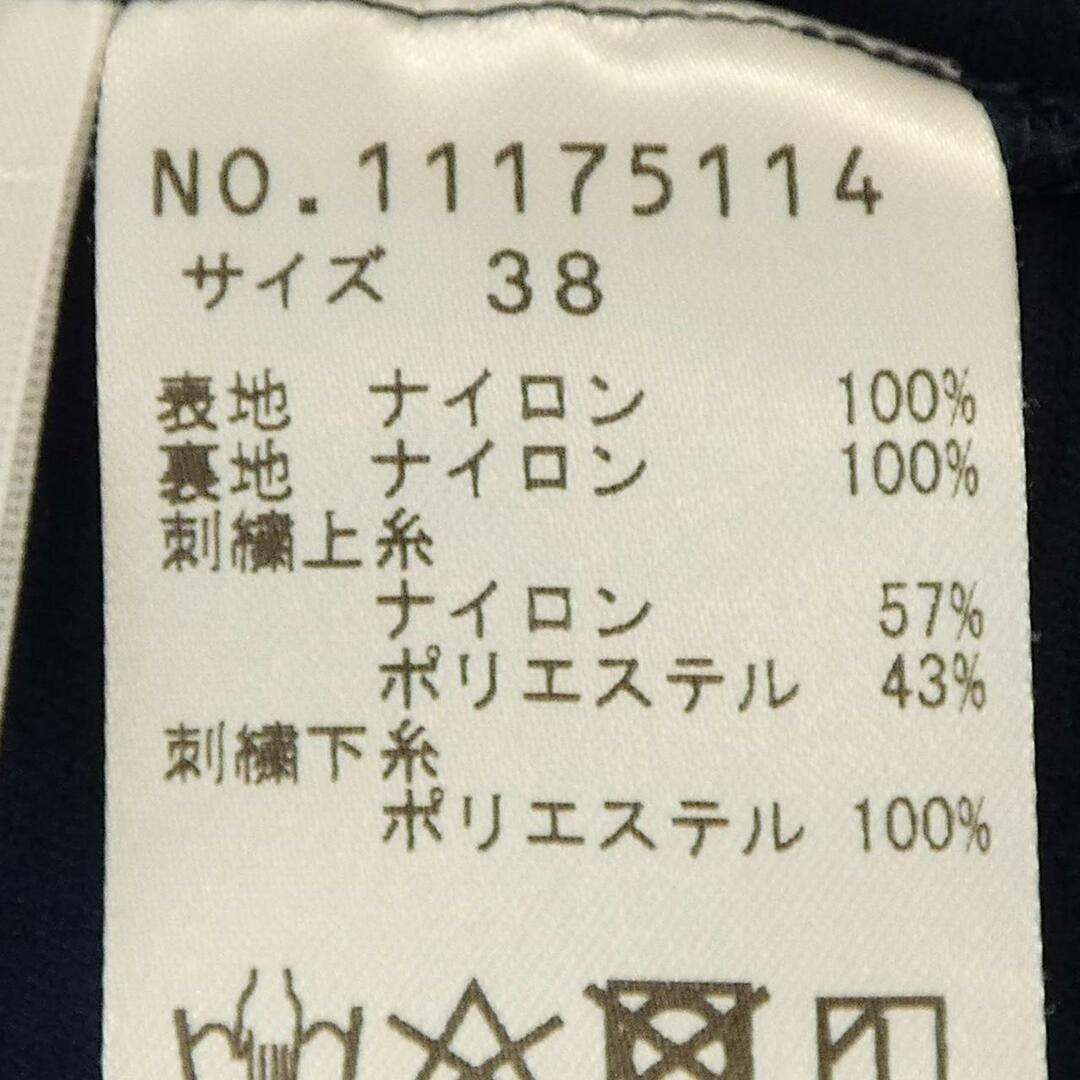 NO.11175114
サイズ 38
表地 ナイロン 100%
裏地 ナイロン 100%
刺繍上糸
ナイロン 57%
ポリエステル 43%
刺繍下糸
ポリエステル 100%